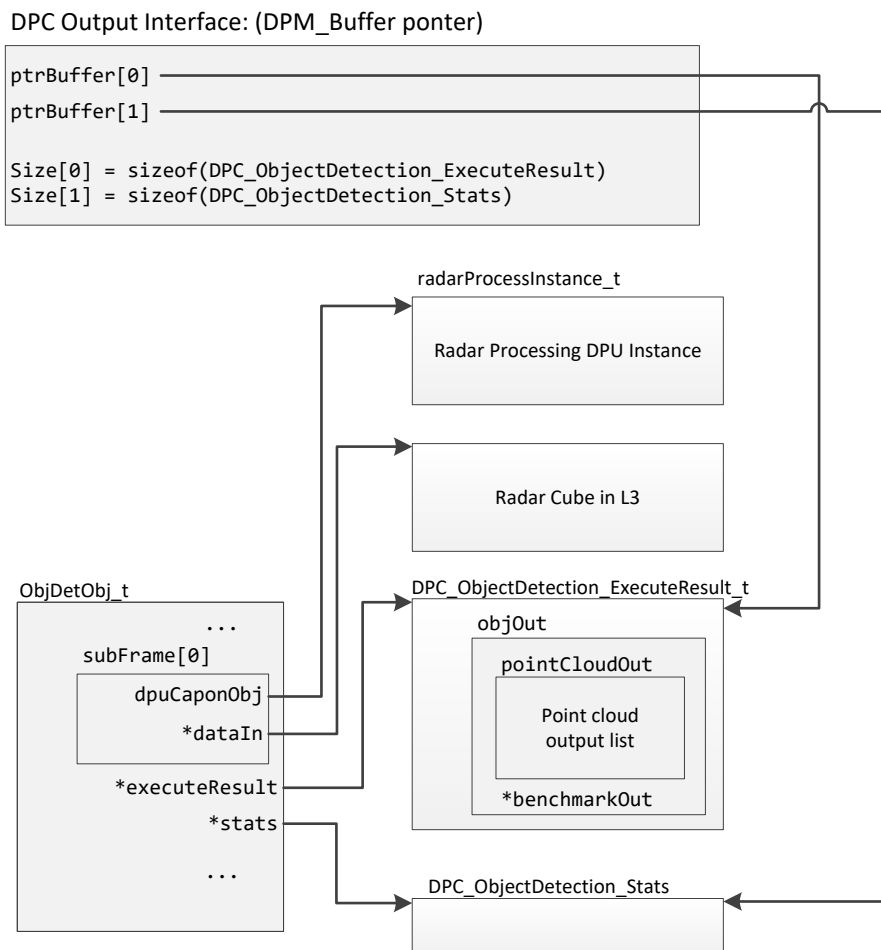 DPC Output Interface: (DPM_Buffer ponter)
ptrBuffer[0]
ptrBuffer[1]
Size[0] = sizeof(DPC_ObjectDetection_ExecuteResult)
Size[1] = sizeof(DPC_ObjectDetection_Stats)
radarProcessInstance_t
Radar Processing DPU Instance
Radar Cube in L3
ObjDetObj_t
...
subFrame[0]
dpuCaponObj
*dataIn
*executeResult
*stats
...
DPC_ObjectDetection_ExecuteResult_t
objOut
pointCloudOut
Point cloud
output list
*benchmarkOut
DPC_ObjectDetection_Stats